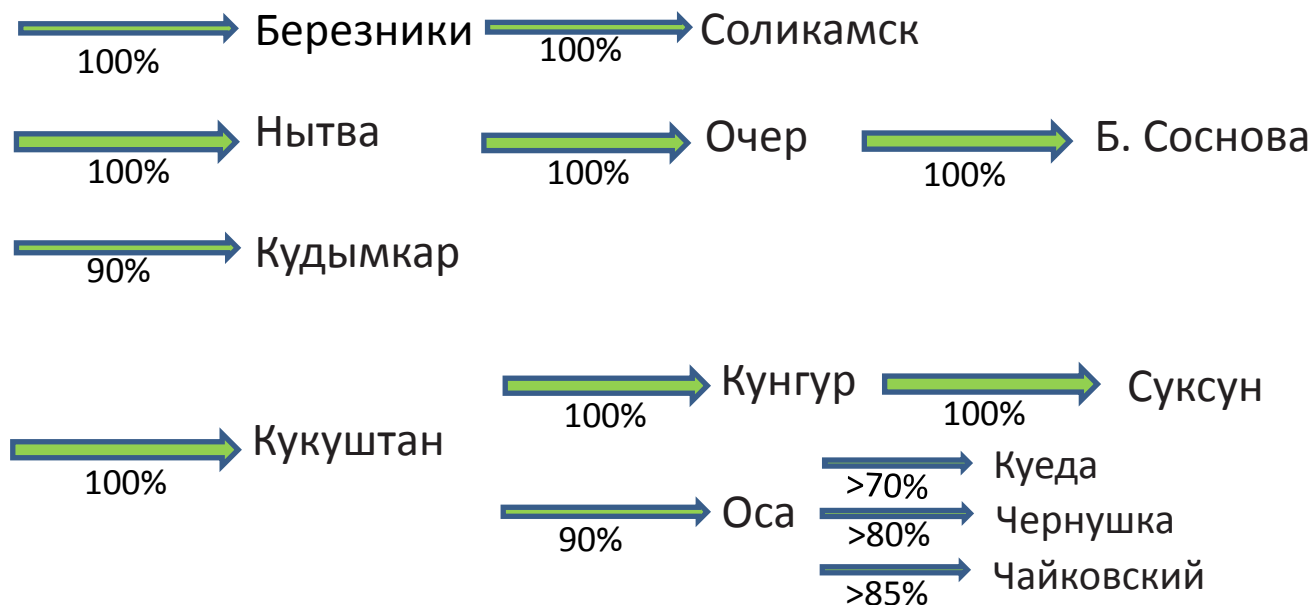 Березники
100%
Соликамск
100%
Нытва
100%
Очер
100%
Б. Соснова
100%
Кудымкар
90%
Кукуштан
100%
Кунгур
100%
Суксун
100%
Оса
90%
Куеда
>70%
Чернушка
>80%
Чайковский
>85%